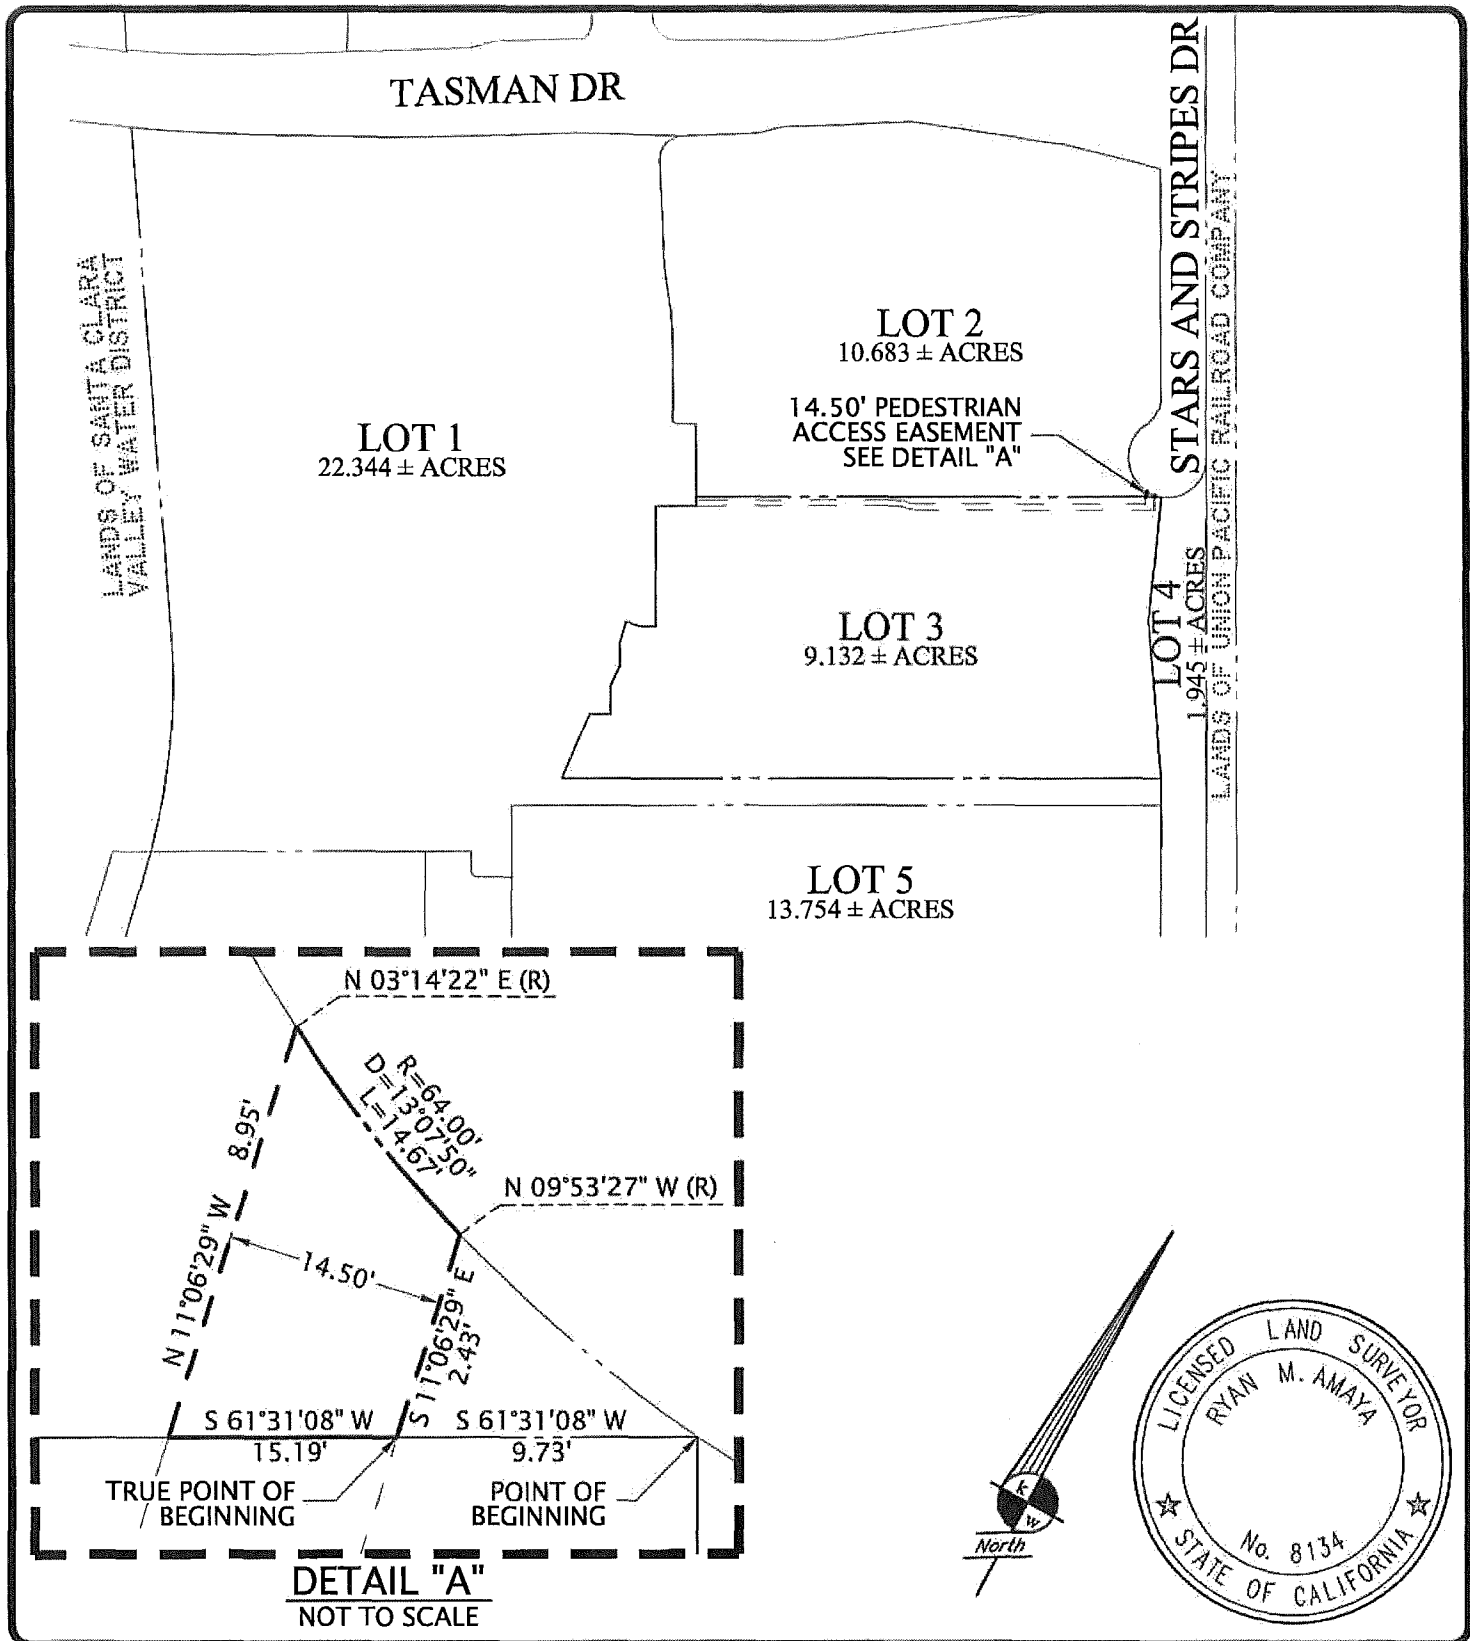 TASMAN DR
STARS AND STRIPES DR
LANDS OF UNION PACIFIC RAILROAD COMPANY
LANDS OF SANTA CLARA
VALLEY WATER DISTRICT
LOT 1
22.344 ± ACRES
LOT 2
10.683 ± ACRES
14.50' PEDESTRIAN
ACCESS EASEMENT
SEE DETAIL "A"
LOT 3
9.132 ± ACRES
LOT 4
1.945 ± ACRES
LOT 5
13.754 ± ACRES
N 03°14'22" E (R)
R=64.00'
D=13°07'50"
L=14.67'
N 09°53'27" W (R)
N 11°06'29" W 8.95'
14.50'
S 11°06'29" E
2.43'
S 61°31'08" W
15.19'
S 61°31'08" W
9.73'
TRUE POINT OF
BEGINNING
POINT OF
BEGINNING
DETAIL "A"
NOT TO SCALE
k
w
North
LICENSED LAND SURVEYOR
RYAN M. AMAYA
No. 8134
STATE OF CALIFORNIA